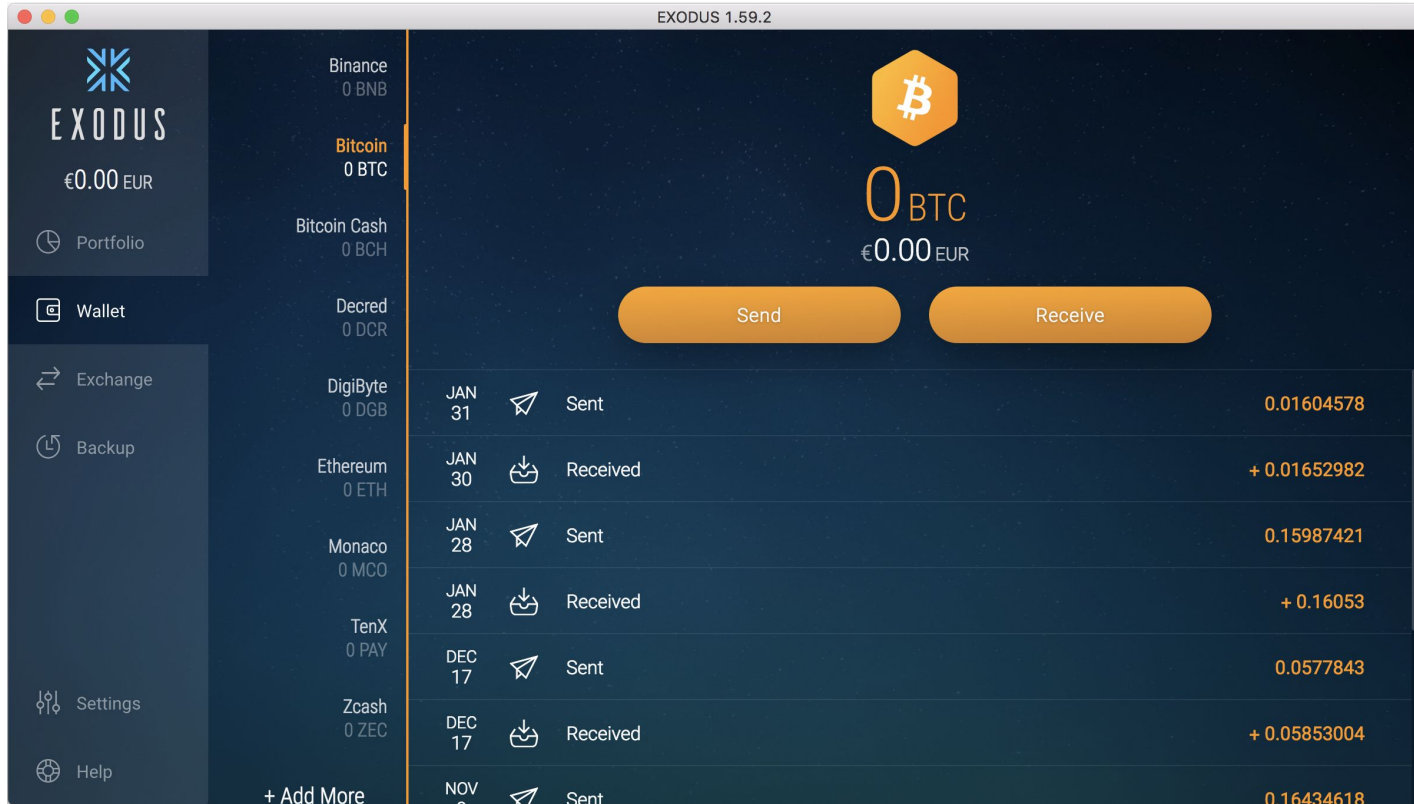 EXODUS 1.59.2
EXODUS
€0.00 EUR
Portfolio
Wallet
Exchange
Backup
Settings
Help
Binance
0 BNB
Bitcoin
0 BTC
Bitcoin Cash
0 BCH
Decred
0 DCR
DigiByte
0 DGB
Ethereum
0 ETH
Monaco
0 MCO
TenX
0 PAY
Zcash
0 ZEC
+ Add More
0 BTC
€0.00 EUR
Send Receive
JAN
31 Sent 0.01604578
JAN
30 Received + 0.01652982
JAN
28 Sent 0.15987421
JAN
28 Received + 0.16053
DEC
17 Sent 0.0577843
DEC
17 Received + 0.05853004
NOV
Sent 0.16434618